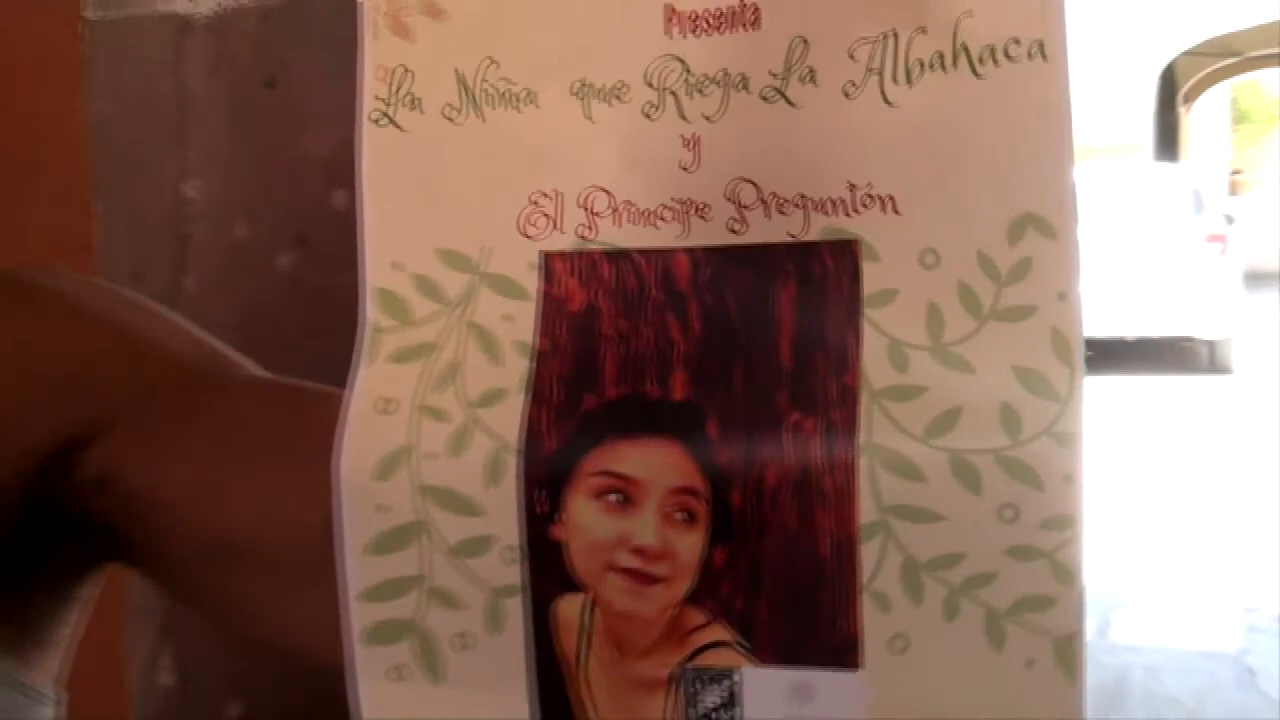 Presenta
La Niña que Riega La Albahaca
y
El Príncipe Preguntón